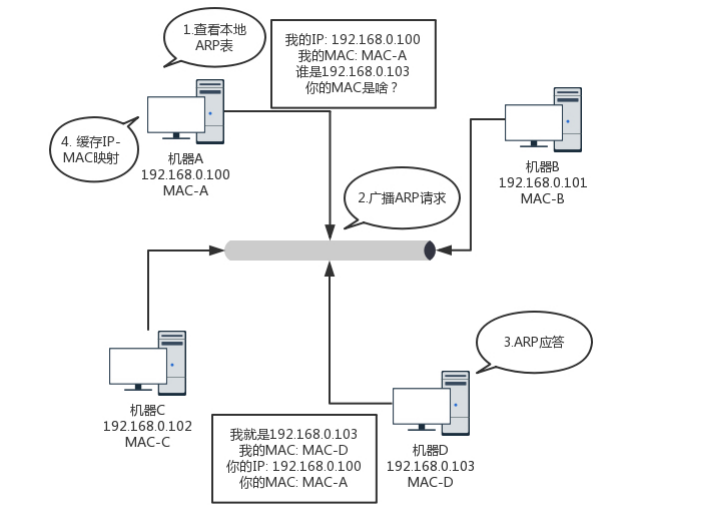 1.查看本地
ARP表
我的IP: 192.168.0.100
我的MAC: MAC-A
谁是192.168.0.103
你的MAC是啥？
4. 缓存IP-
MAC映射
机器A
192.168.0.100
MAC-A
机器B
192.168.0.101
MAC-B
2.广播ARP请求
3.ARP应答
机器C
192.168.0.102
MAC-C
我就是192.168.0.103
我的MAC: MAC-D
你的IP: 192.168.0.100
你的MAC: MAC-A
机器D
192.168.0.103
MAC-D